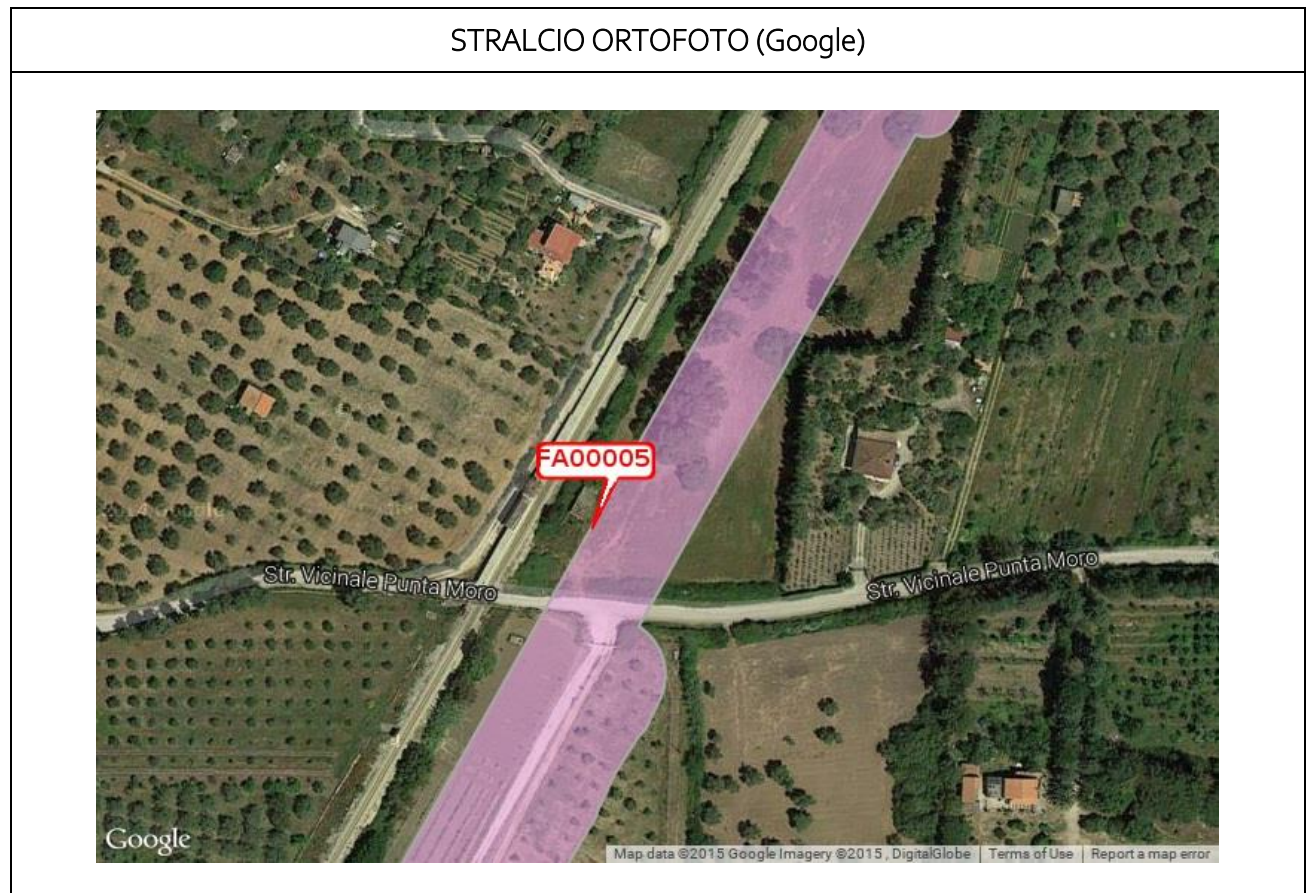 STRALCIO ORTOFOTO (Google)
FA00005
Str. Vicinale Punta Moro
Str. Vicinale Punta Moro
Google
Map data ©2015 Google Imagery ©2015 , DigitalGlobe
Terms of Use
Report a map error